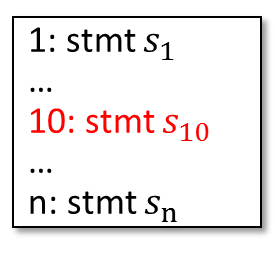 1: stmt s₁
...
10: stmt s₁₀
...
n: stmt sₙ